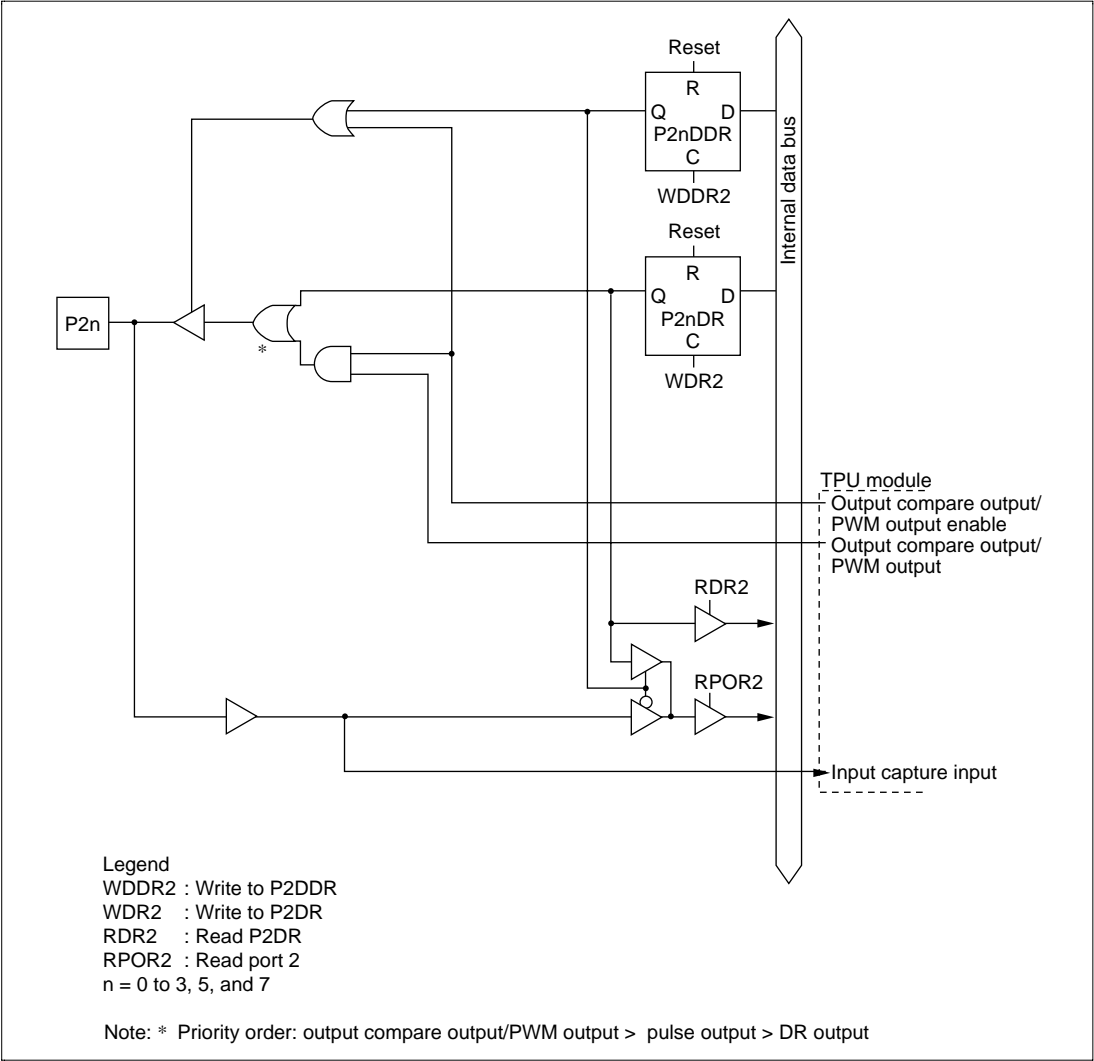 Reset
R
Q D
P2nDDR
C
WDDR2
Internal data bus
Reset
R
Q D
P2nDR
C
WDR2
P2n
*
TPU module
Output compare output/
PWM output enable
Output compare output/
PWM output
RDR2
RPOR2
Input capture input
Legend
WDDR2 : Write to P2DDR
WDR2 : Write to P2DR
RDR2 : Read P2DR
RPOR2 : Read port 2
n = 0 to 3, 5, and 7
Note: * Priority order: output compare output/PWM output > pulse output > DR output